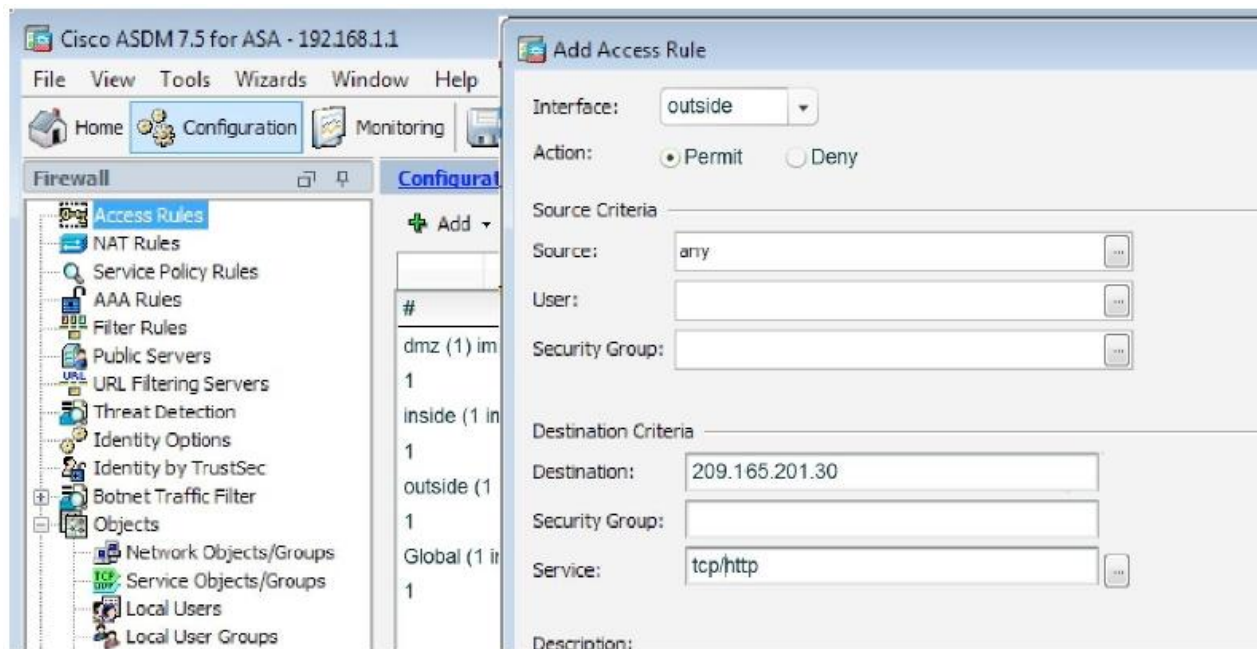 Cisco ASDM 7.5 for ASA - 192.168.1.1
File View Tools Wizards Window Help
Home Configuration Monitoring
Firewall
Access Rules
NAT Rules
Service Policy Rules
AAA Rules
Filter Rules
Public Servers
URL Filtering Servers
Threat Detection
Identity Options
Identity by TrustSec
Botnet Traffic Filter
Objects
Network Objects/Groups
TCP
UDP
Service Objects/Groups
Local Users
Local User Groups
Configurat
Add
#
dmz (1) im
1
inside (1 in
1
outside (1
1
Global (1 in
1
Add Access Rule
Interface: outside
Action: Permit Deny
Source Criteria
Source: any
User:
Security Group:
Destination Criteria
Destination: 209.165.201.30
Security Group:
Service: tcp/http
Description: